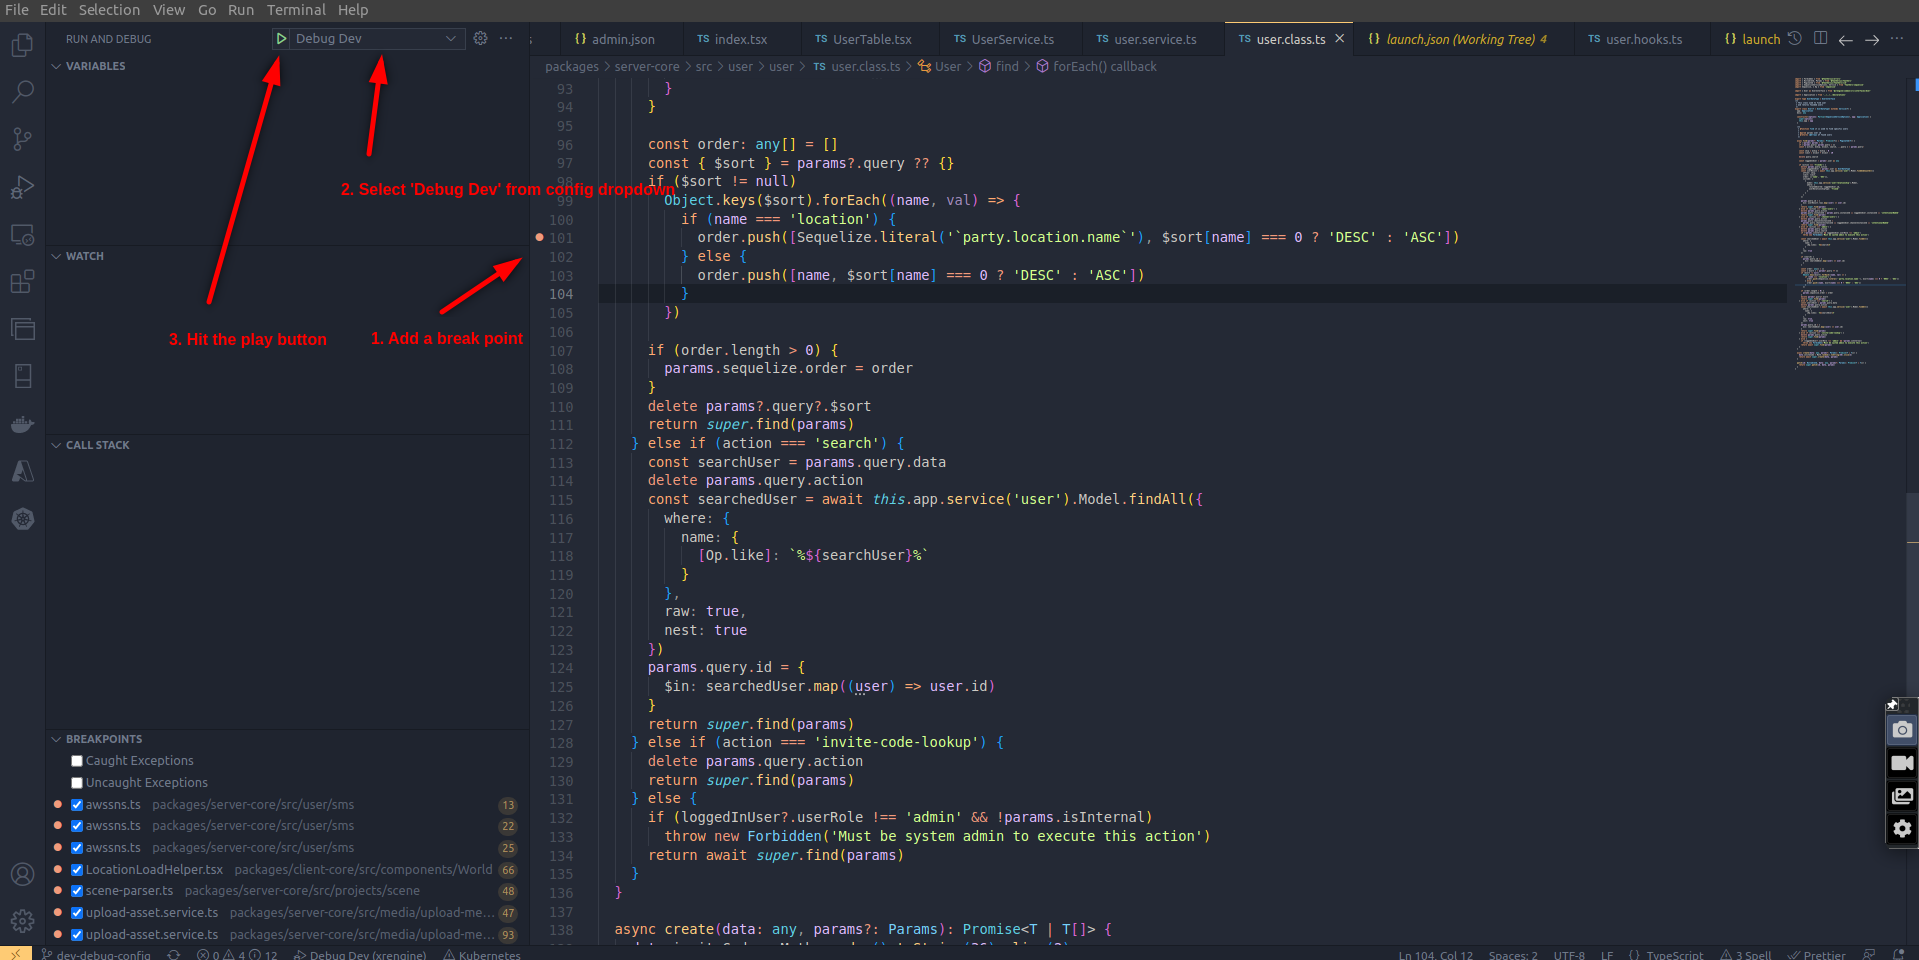 File Edit Selection View Go Run Terminal Help
RUN AND DEBUG
Debug Dev
admin.json
TS index.tsx
TS UserTable.tsx
TS UserService.ts
TS user.service.ts
TS user.class.ts
{} launch.json (Working Tree) 4
TS user.hooks.ts
{} launch
packages > server-core > src > user > user > TS user.class.ts > User > find > forEach() callback
VARIABLES
WATCH
CALL STACK
BREAKPOINTS
Caught Exceptions
Uncaught Exceptions
awssns.ts packages/server-core/src/user/sms 13
awssns.ts packages/server-core/src/user/sms 22
awssns.ts packages/server-core/src/user/sms 25
LocationLoadHelper.tsx packages/client-core/src/components/World 66
scene-parser.ts packages/server-core/src/projects/scene 48
upload-asset.service.ts packages/server-core/src/media/upload-me... 47
upload-asset.service.ts packages/server-core/src/media/upload-me... 93
2. Select 'Debug Dev' from config dropdown
3. Hit the play button
1. Add a break point
93 }
94 }
95
96 const order: any[] = []
97 const { $sort } = params?.query ?? {}
98 if ($sort != null)
99 Object.keys($sort).forEach((name, val) => {
100 if (name === 'location') {
101 order.push([Sequelize.literal('`party.location.name`'), $sort[name] === 0 ? 'DESC' : 'ASC'])
102 } else {
103 order.push([name, $sort[name] === 0 ? 'DESC' : 'ASC'])
104 }
105 })
106
107 if (order.length > 0) {
108 params.sequelize.order = order
109 }
110 delete params?.query?.$sort
111 return super.find(params)
112 } else if (action === 'search') {
113 const searchUser = params.query.data
114 delete params.query.action
115 const searchedUser = await this.app.service('user').Model.findAll({
116 where: {
117 name: {
118 [Op.like]: `%${searchUser}%`
119 }
120 },
121 raw: true,
122 nest: true
123 })
124 params.query.id = {
125 $in: searchedUser.map((user) => user.id)
126 }
127 return super.find(params)
128 } else if (action === 'invite-code-lookup') {
129 delete params.query.action
130 return super.find(params)
131 } else {
132 if (loggedInUser?.userRole !== 'admin' && !params.isInternal)
133 throw new Forbidden('Must be system admin to execute this action')
134 return await super.find(params)
135 }
136 }
137
138 async create(data: any, params?: Params): Promise<T | T[]> {
dev-debug-config 0 4 12 Debug Dev (xrengine) Kubernetes
Ln 104, Col 12 Spaces: 2 UTF-8 LF {} TypeScript 3 Spell Prettier